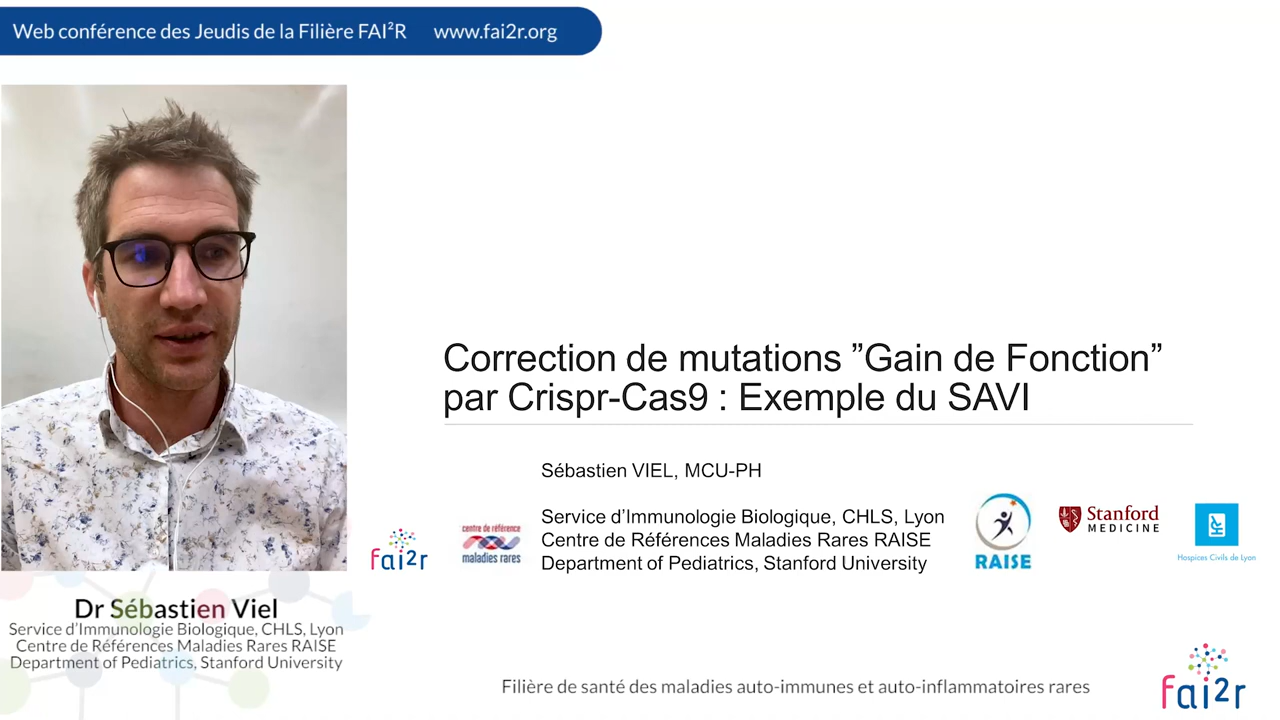 Web conférence des Jeudis de la Filière FAI²R www.fai2r.org
Correction de mutations ”Gain de Fonction”
par Crispr-Cas9 : Exemple du SAVI
Sébastien VIEL, MCU-PH
Service d’Immunologie Biologique, CHLS, Lyon
Centre de Références Maladies Rares RAISE
Department of Pediatrics, Stanford University
fai2r
centre de référence
maladies rares
RAISE
Stanford
MEDICINE
Hospices Civils de Lyon
Dr Sébastien Viel
Service d’Immunologie Biologique, CHLS, Lyon
Centre de Références Maladies Rares RAISE
Department of Pediatrics, Stanford University
Filière de santé des maladies auto-immunes et auto-inflammatoires rares
fai2r